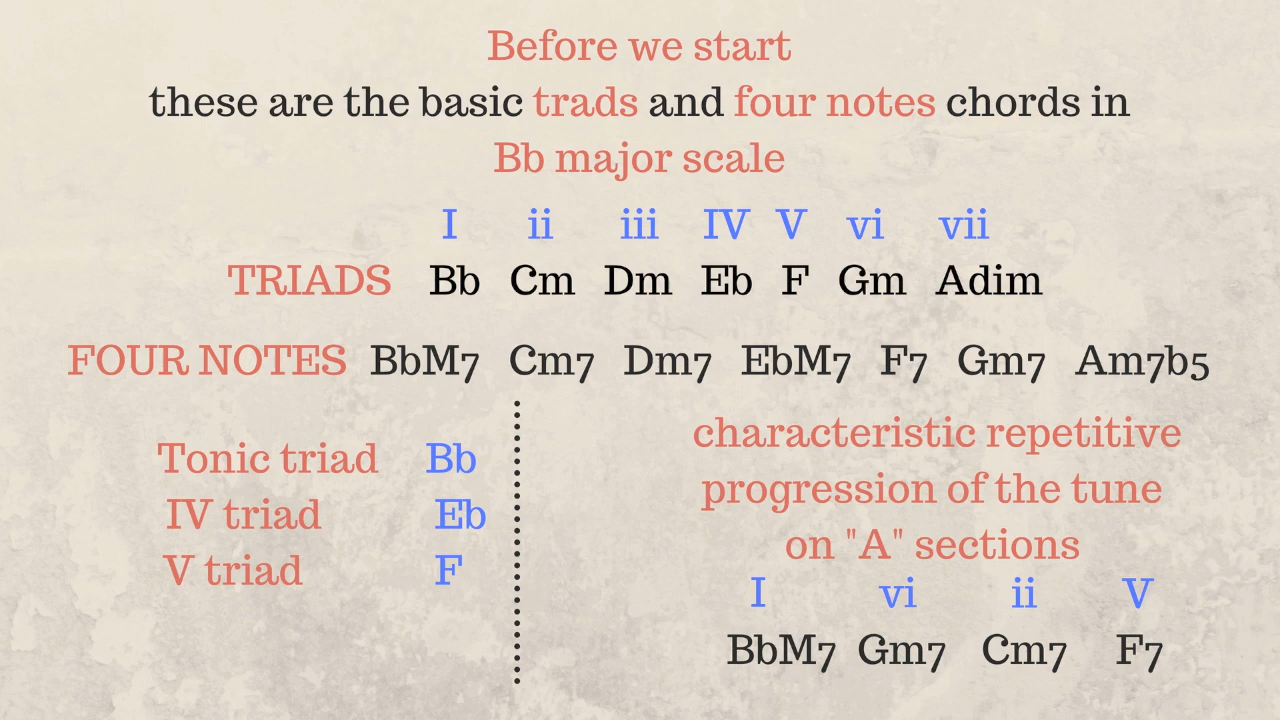 Before we start
these are the basic trads and four notes chords in
Bb major scale
I ii iii IV V vi vii
TRIADS Bb Cm Dm Eb F Gm Adim
FOUR NOTES BbM7 Cm7 Dm7 EbM7 F7 Gm7 Am7b5
Tonic triad Bb
IV triad Eb
V triad F
characteristic repetitive
progression of the tune
on "A" sections
I vi ii V
BbM7 Gm7 Cm7 F7